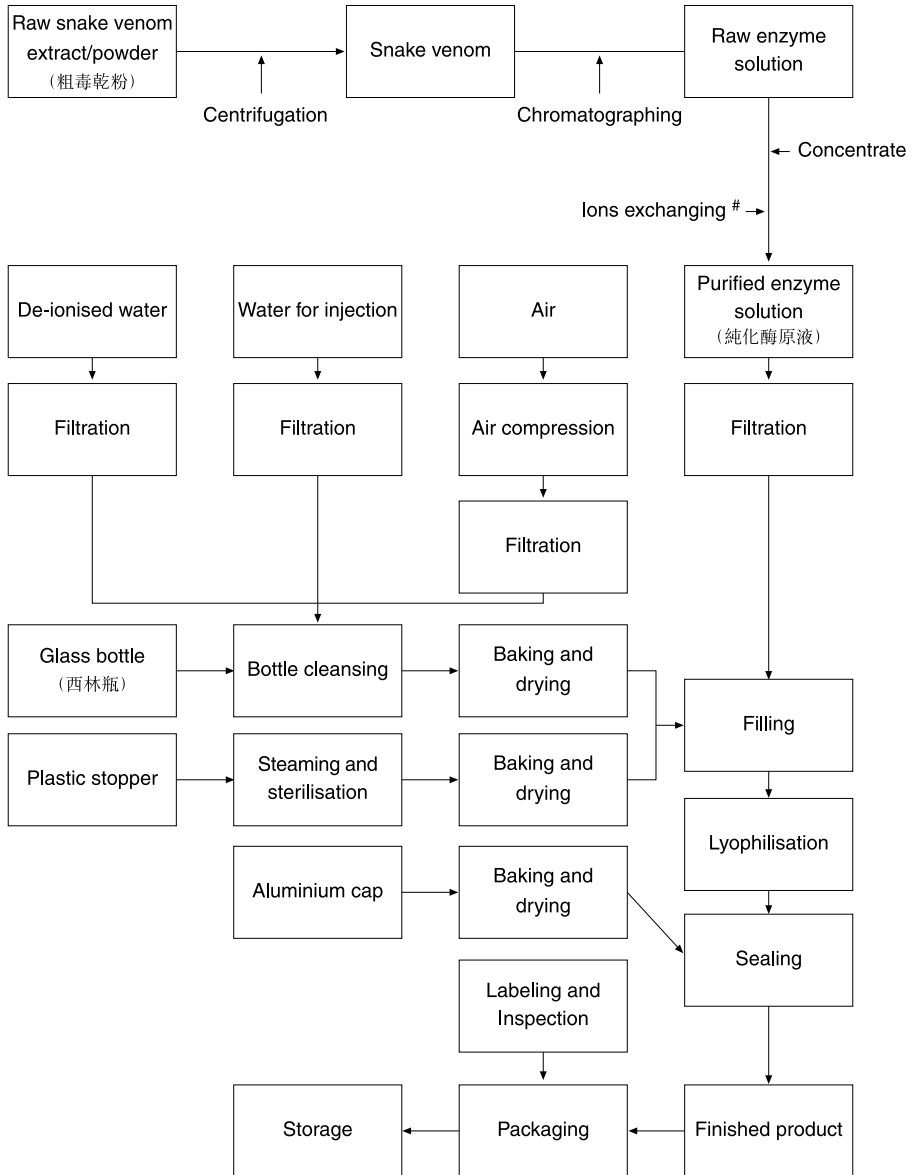 Raw snake venom
extract/powder
（粗毒乾粉）
Snake venom
Raw enzyme
solution
Centrifugation
Chromatographing
Concentrate
Ions exchanging #
De-ionised water
Water for injection
Air
Purified enzyme
solution
（純化酶原液）
Filtration
Filtration
Air compression
Filtration
Filtration
Glass bottle
（西林瓶）
Bottle cleansing
Baking and
drying
Filling
Plastic stopper
Steaming and
sterilisation
Baking and
drying
Lyophilisation
Aluminium cap
Baking and
drying
Sealing
Labeling and
Inspection
Storage
Packaging
Finished product